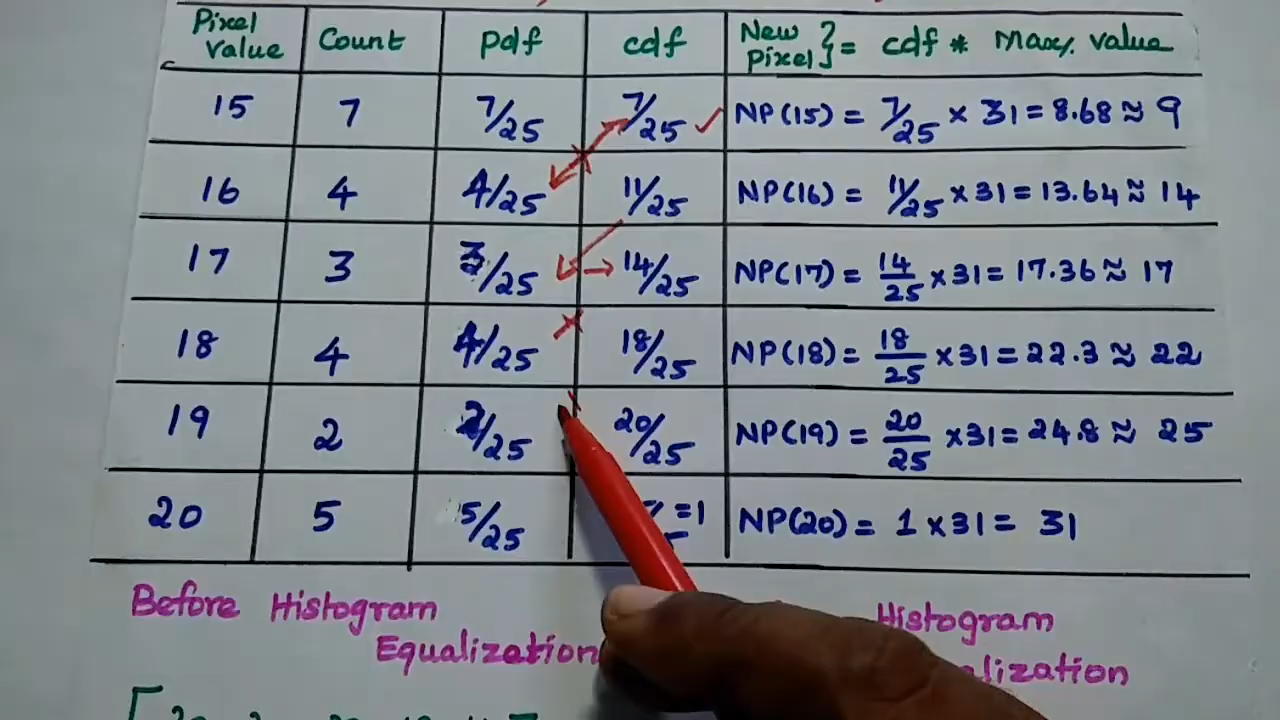 Pixel Value Count Pdf cdf New Pixel } = cdf * Max. value
15 7 7/25 7/25 ✓ NP(15) = 7/25 × 31 = 8.68 ≈ 9
16 4 4/25 11/25 NP(16) = 11/25 × 31 = 13.64 ≈ 14
17 3 3/25 14/25 NP(17) = 14/25 × 31 = 17.36 ≈ 17
18 4 4/25 18/25 NP(18) = 18/25 × 31 = 22.3 ≈ 22
19 2 2/25 20/25 NP(19) = 20/25 × 31 = 24.8 ≈ 25
20 5 5/25 =1 NP(20) = 1 × 31 = 31
Before Histogram Histogram
Equalization